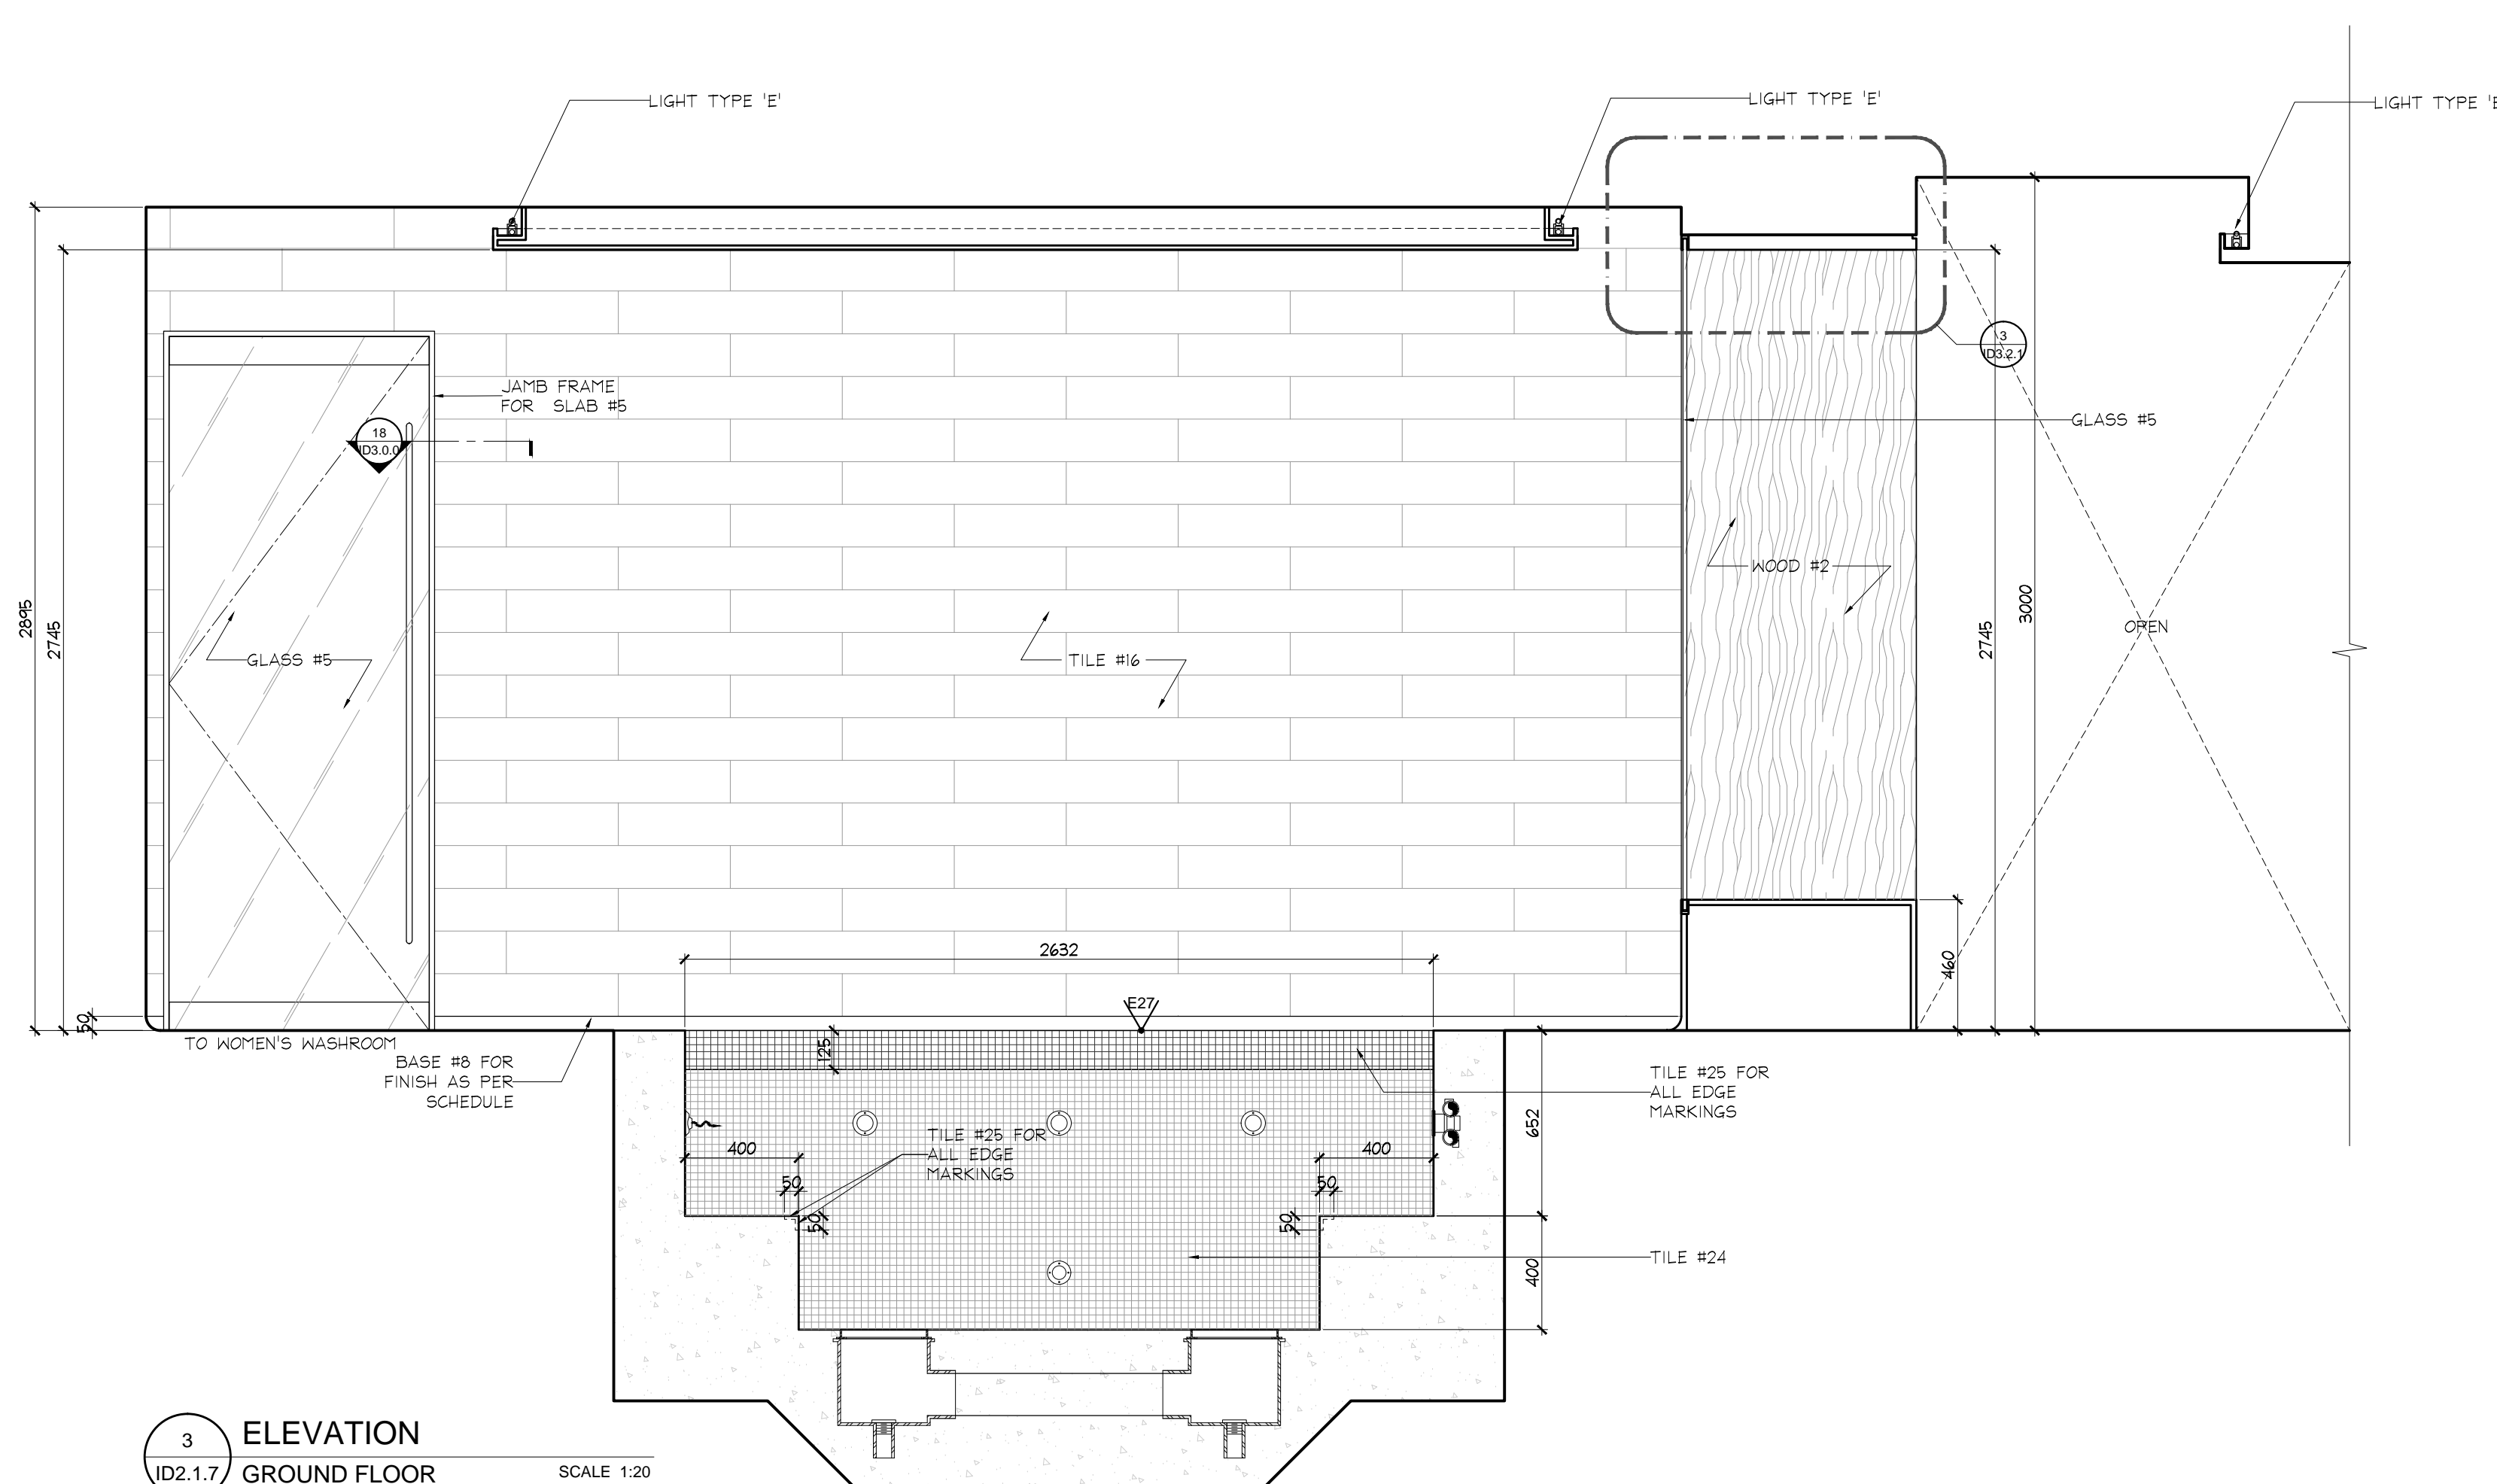 LIGHT TYPE 'E'
LIGHT TYPE 'E'
LIGHT TYPE 'E
3
ID3.2.1
JAMB FRAME
FOR SLAB #5
18
ID3.0.0
GLASS #5
WOOD #2
2895
2745
2745
3000
OPEN
GLASS #5
TILE #16
2632
460
E27
50
TO WOMEN'S WASHROOM
BASE #8 FOR
FINISH AS PER
SCHEDULE
125
TILE #25 FOR
ALL EDGE
MARKINGS
652
TILE #25 FOR
ALL EDGE
MARKINGS
400
400
50
50
50
50
TILE #24
400
3
ID2.1.7
ELEVATION
GROUND FLOOR
SCALE 1:20